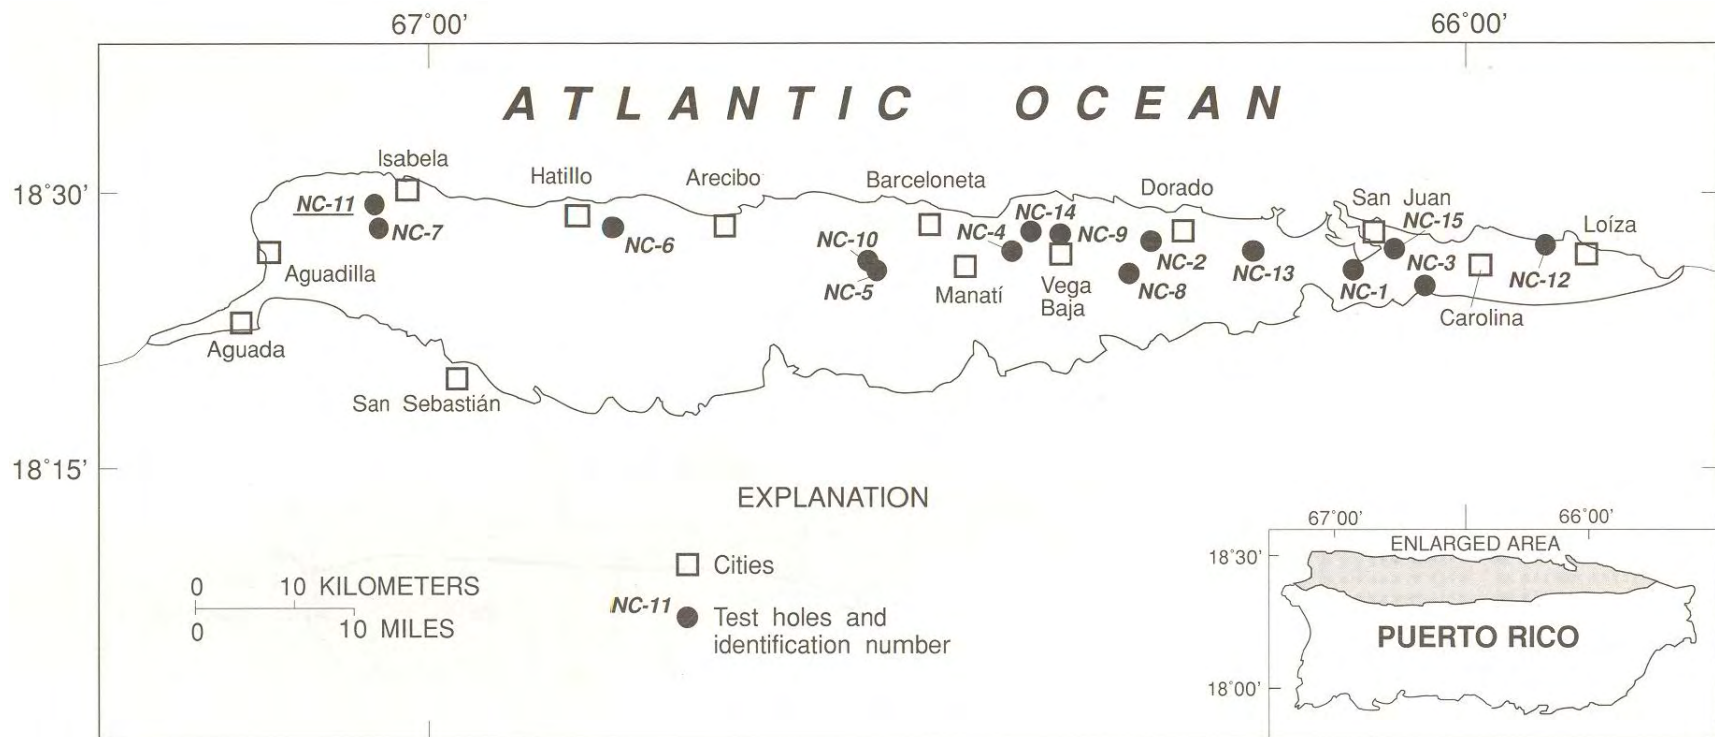 67°00'
66°00'
ATLANTIC OCEAN
18°30'
Isabela
Hatillo
Arecibo
Barceloneta
Dorado
San Juan
Loíza
NC-11
NC-7
NC-6
NC-10
NC-5
NC-4
NC-14
NC-9
NC-2
NC-8
NC-13
NC-1
NC-15
NC-3
NC-12
Aguadilla
Manatí
Vega
Baja
Carolina
Aguada
San Sebastián
18°15'
EXPLANATION
Cities
NC-11
Test holes and
identification number
0 10 KILOMETERS
0 10 MILES
67°00' 66°00'
18°30'
ENLARGED AREA
PUERTO RICO
18°00'